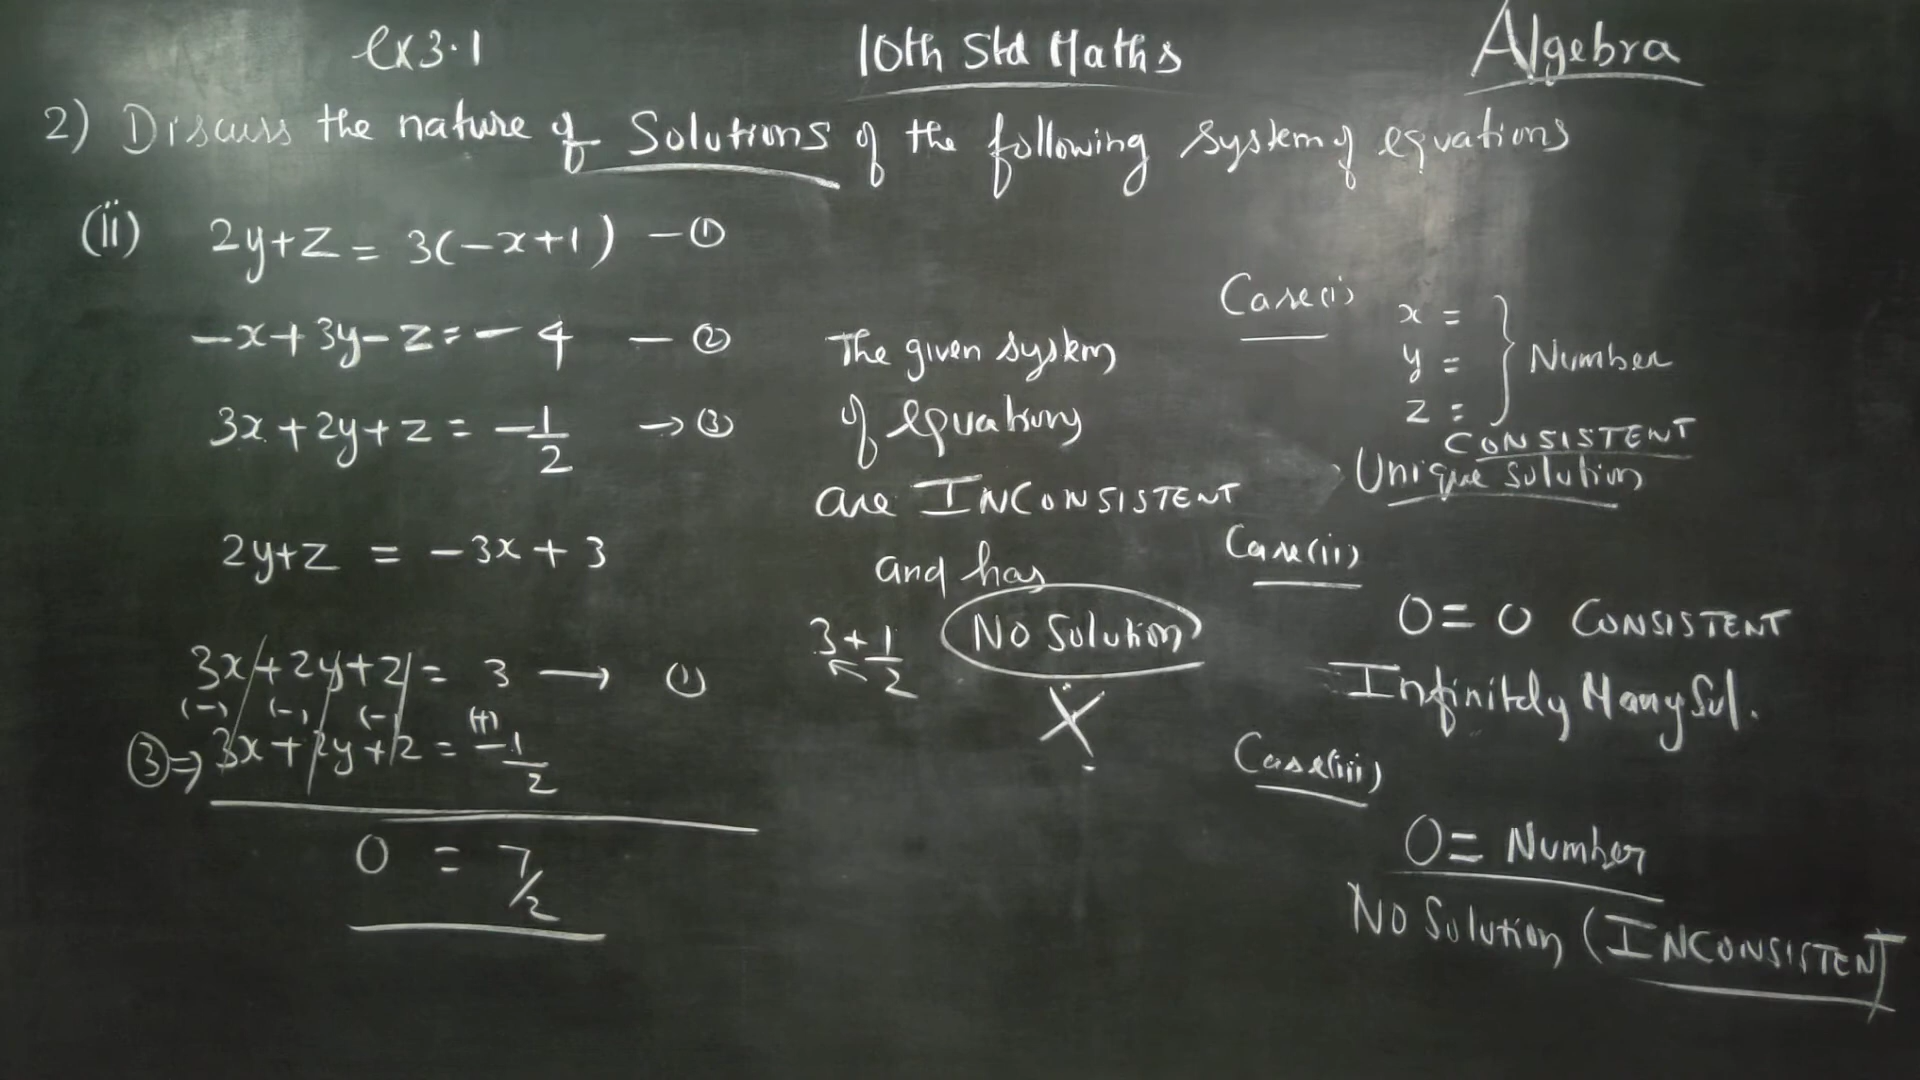 ex3.1
10th Std Maths
Algebra
2) Discuss the nature of Solutions of the following system of equations
(ii) 2y+z = 3(-x+1) — ①
-x+3y-z = -4 — ②
3x+2y+z = -1/2 → ③
2y+z = -3x+3
3x+2y+z = 3 → ①
(-) (-) (-) (+)
③⇒ 3x+2y+z = -1/2
0 = 7/2
The given system
of equations
are INCONSISTENT
and has
No Solution
3+1/2
X
Case(i)
x =
y = } Number
z =
CONSISTENT
Unique Solution
Case(ii)
0 = 0 CONSISTENT
Infinitely Many Sol.
Case(iii)
0 = Number
No Solution (INCONSISTENT